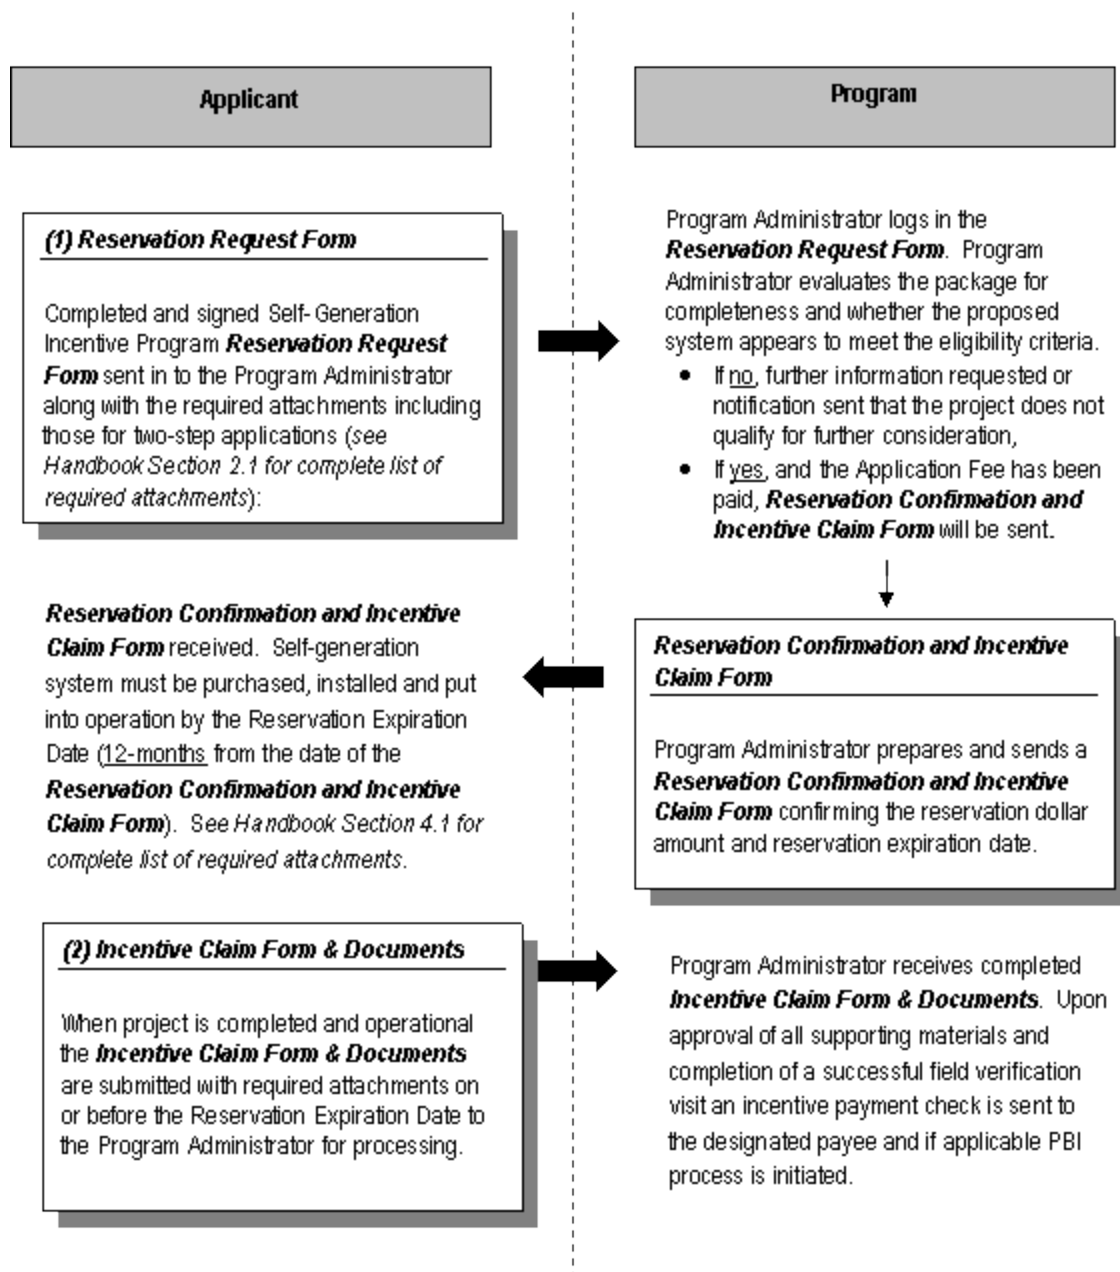 Applicant
Program
(1) Reservation Request Form
Completed and signed Self-Generation
Incentive Program Reservation Request
Form sent in to the Program Administrator
along with the required attachments including
those for two-step applications (see
Handbook Section 2.1 for complete list of
required attachments):
Program Administrator logs in the
Reservation Request Form. Program
Administrator evaluates the package for
completeness and whether the proposed
system appears to meet the eligibility criteria.
• If no, further information requested or
notification sent that the project does not
qualify for further consideration,
• If yes, and the Application Fee has been
paid, Reservation Confirmation and
Incentive Claim Form will be sent.
Reservation Confirmation and Incentive
Claim Form
Program Administrator prepares and sends a
Reservation Confirmation and Incentive
Claim Form confirming the reservation dollar
amount and reservation expiration date.
Reservation Confirmation and Incentive
Claim Form received. Self-generation
system must be purchased, installed and put
into operation by the Reservation Expiration
Date (12-months from the date of the
Reservation Confirmation and Incentive
Claim Form). See Handbook Section 4.1 for
complete list of required attachments.
(2) Incentive Claim Form & Documents
When project is completed and operational
the Incentive Claim Form & Documents
are submitted with required attachments on
or before the Reservation Expiration Date to
the Program Administrator for processing.
Program Administrator receives completed
Incentive Claim Form & Documents. Upon
approval of all supporting materials and
completion of a successful field verification
visit an incentive payment check is sent to
the designated payee and if applicable PBI
process is initiated.